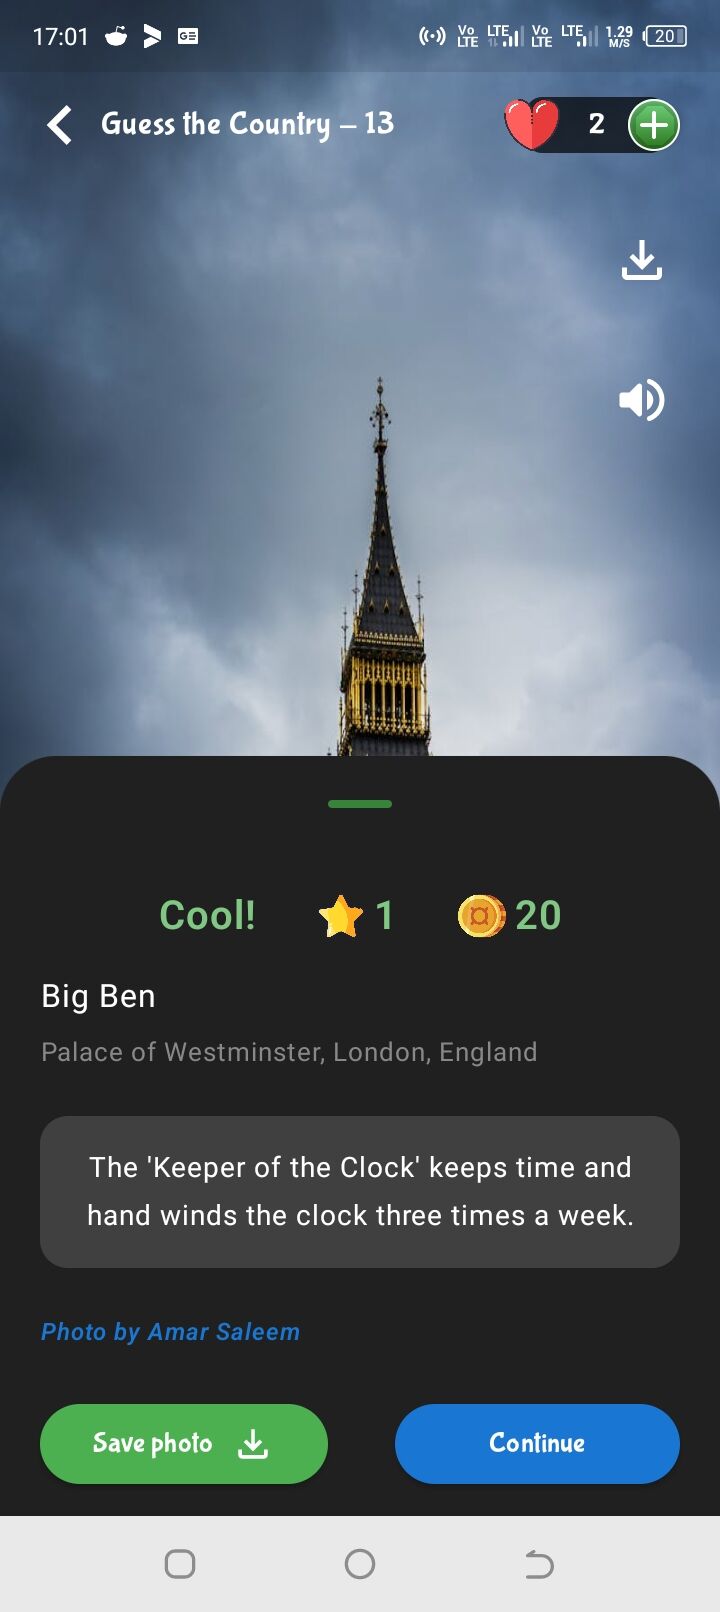 17:01 GE Vo LTE LTE Vo LTE LTE 1.29 M/S 20
Guess the Country – 13 2
Cool! 1 20
Big Ben
Palace of Westminster, London, England
The 'Keeper of the Clock' keeps time and
hand winds the clock three times a week.
Photo by Amar Saleem
Save photo Continue